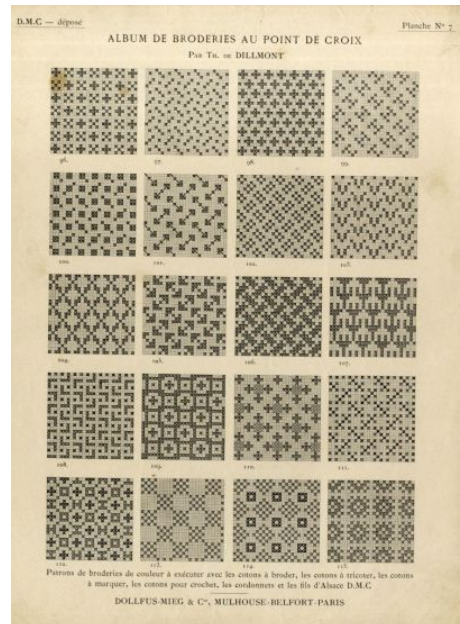 D.M.C — déposé
Planche Nº 7
ALBUM DE BRODERIES AU POINT DE CROIX
Par Th. de DILLMONT
96. 97. 98. 99.
100. 101. 102. 103.
104. 105. 106. 107.
108. 109. 110. 111.
112. 113. 114. 115.
Patrons de broderies de couleur à exécuter avec les cotons à broder, les cotons à tricoter, les cotons
à marquer, les cotons pour crochet, les cordonnets et les fils d'Alsace D.M.C
DOLLFUS-MIEG & Cie, MULHOUSE-BELFORT-PARIS